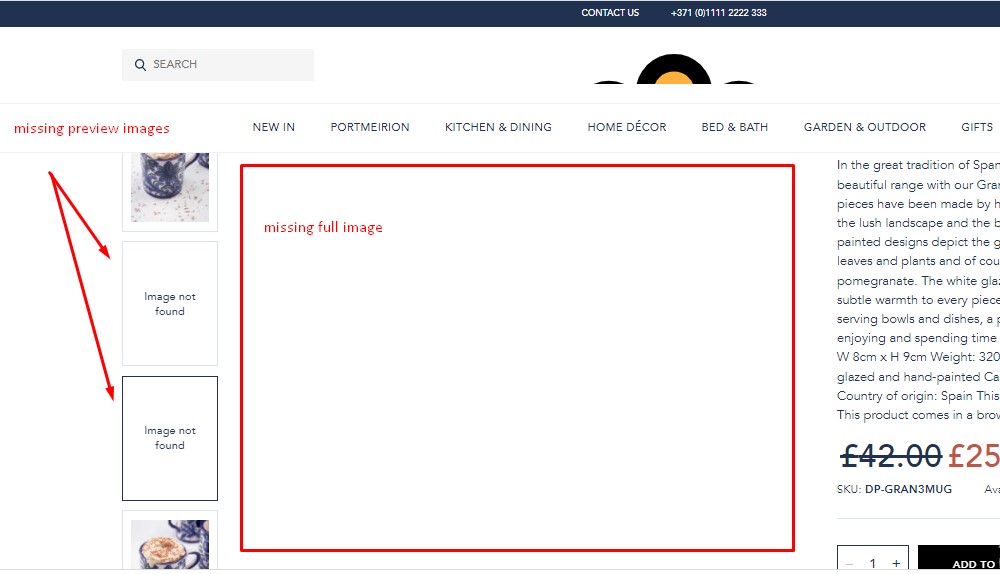 CONTACT US
+371 (0)1111 2222 333
SEARCH
missing preview images
NEW IN
PORTMEIRION
KITCHEN & DINING
HOME DÉCOR
BED & BATH
GARDEN & OUTDOOR
GIFTS
missing full image
Image not
found
Image not
found
In the great tradition of Span
beautiful range with our Gra
pieces have been made by h
the lush landscape and the b
painted designs depict the g
leaves and plants and of cou
pomegranate. The white gla
subtle warmth to every piece
serving bowls and dishes, a p
enjoying and spending time
W 8cm x H 9cm Weight: 320
glazed and hand-painted Ca
Country of origin: Spain This
This product comes in a brow
£42.00 £25
SKU: DP-GRAN3MUG
Ava
− 1 +
ADD TO